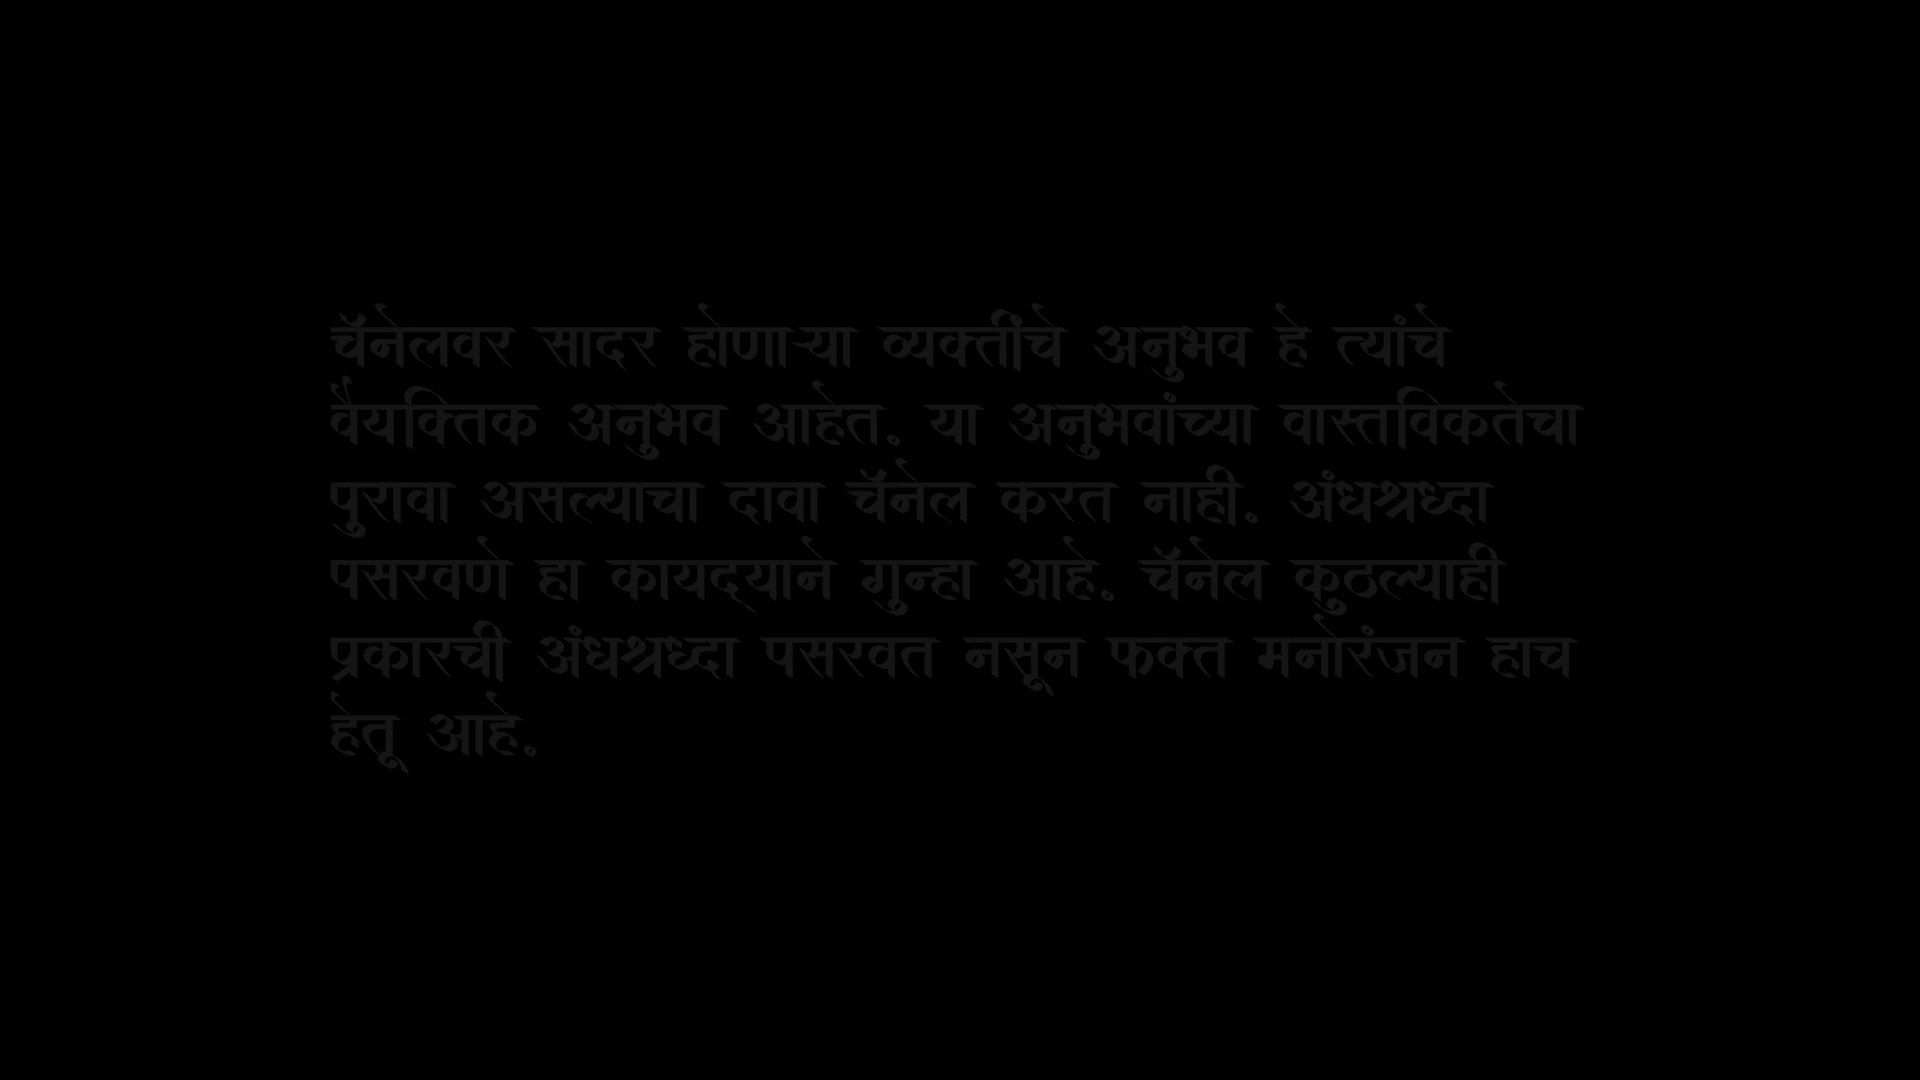 चॅनेलवर सादर होणाऱ्या व्यक्तींचे अनुभव हे त्यांचे
वैयक्तिक अनुभव आहेत. या अनुभवांच्या वास्तविकतेचा
पुरावा असल्याचा दावा चॅनेल करत नाही. अंधश्रध्दा
पसरवणे हा कायद्याने गुन्हा आहे. चॅनेल कुठल्याही
प्रकारची अंधश्रध्दा पसरवत नसून फक्त मनोरंजन हाच
हेतू आहे.